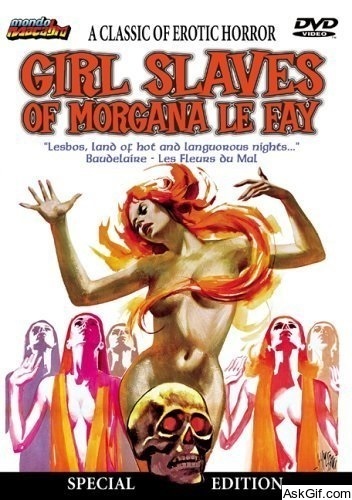 mondo macabro
A CLASSIC OF EROTIC HORROR
DVD
VIDEO
GIRL SLAVES
OF MORGANA LE FAY
"Lesbos, land of hot and languorous nights..."
Baudelaire - Les Fleurs du Mal
SPECIAL EDITION
AskGif.com